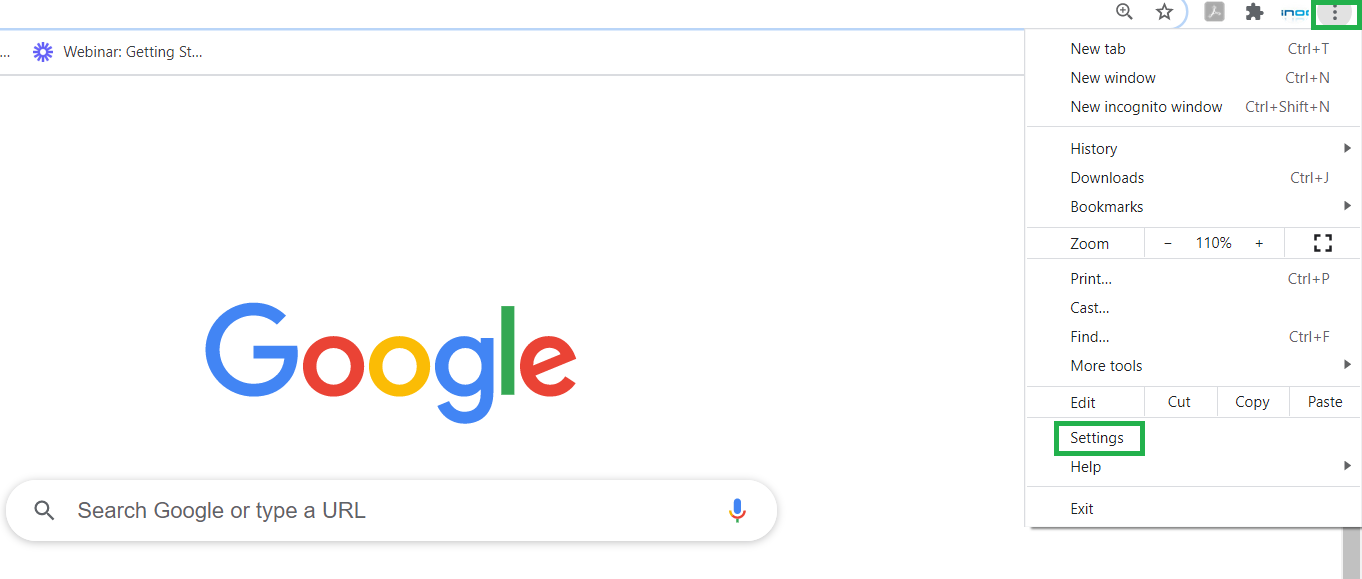 ... Webinar: Getting St...
New tab Ctrl+T
New window Ctrl+N
New incognito window Ctrl+Shift+N
History
Downloads Ctrl+J
Bookmarks
Zoom − 110% +
Print... Ctrl+P
Cast...
Find... Ctrl+F
More tools
Edit Cut Copy Paste
Settings
Help
Exit
Google
Search Google or type a URL